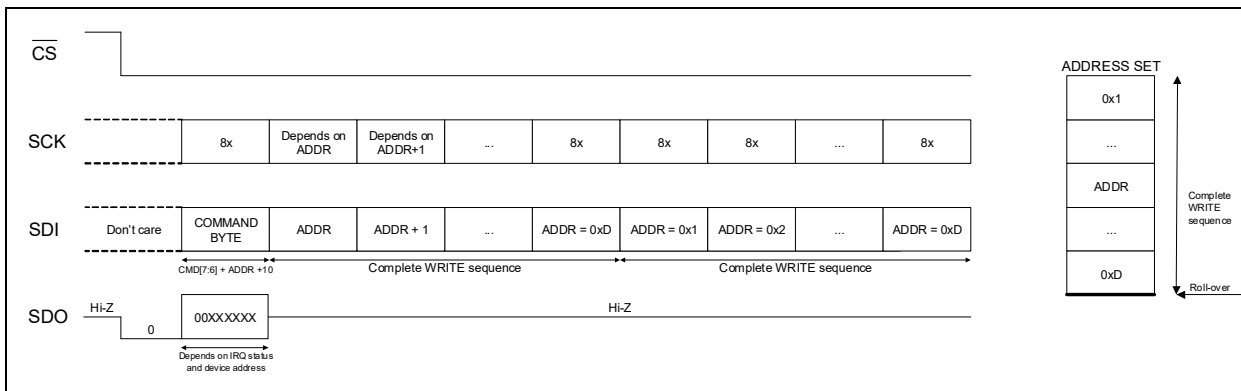 CS
ADDRESS SET
0x1
...
ADDR
...
0xD
Complete
WRITE
sequence
Roll-over
SCK
8x
Depends on
ADDR
Depends on
ADDR+1
...
8x
8x
8x
...
8x
SDI
Don't care
COMMAND
BYTE
ADDR
ADDR + 1
...
ADDR = 0xD
ADDR = 0x1
ADDR = 0x2
...
ADDR = 0xD
CMD[7:6] + ADDR +10
Complete WRITE sequence
Complete WRITE sequence
SDO
Hi-Z
0
00XXXXXX
Hi-Z
Depends on IRQ status
and device address